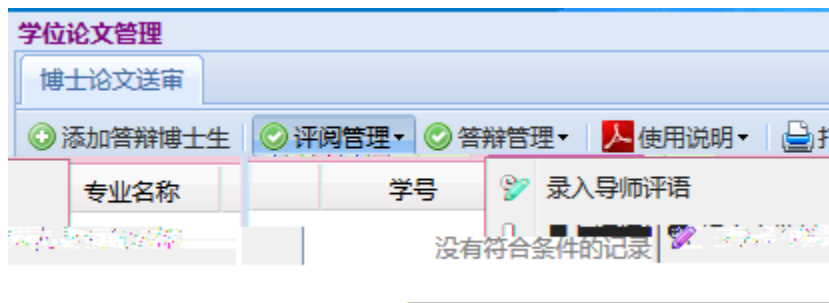 学位论文管理
博士论文送审
添加答辩博士生 评阅管理 答辩管理 使用说明
专业名称 学号 录入导师评语
没有符合条件的记录